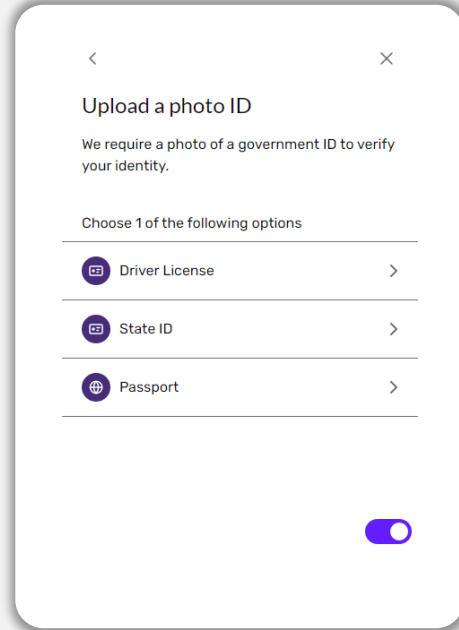 Upload a photo ID
We require a photo of a government ID to verify
your identity.
Choose 1 of the following options
Driver License
State ID
Passport